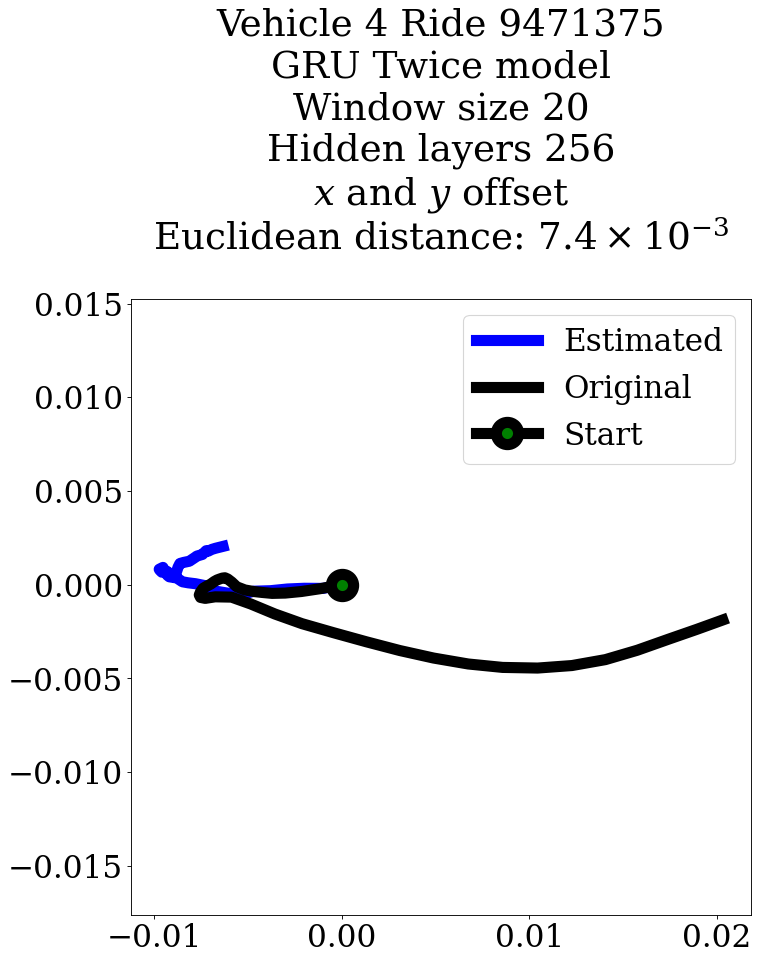 Vehicle 4 Ride 9471375
GRU Twice model
Window size 20
Hidden layers 256
x and y offset
Euclidean distance: 7.4 × 10⁻³
0.015
0.010
0.005
0.000
−0.005
−0.010
−0.015
Estimated
Original
Start
−0.01
0.00
0.01
0.02